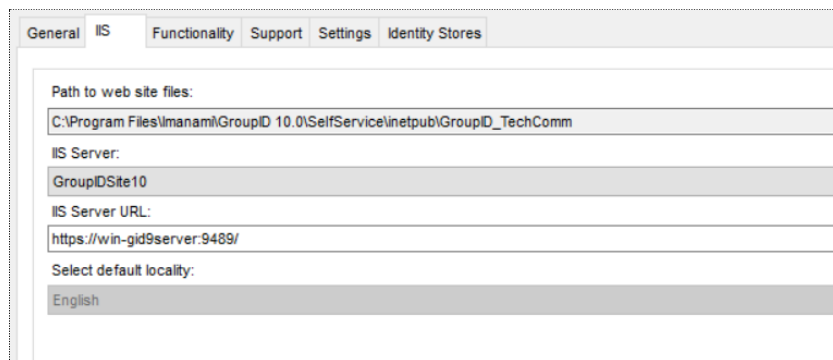 General IIS Functionality Support Settings Identity Stores
Path to web site files:
C:\Program Files\Imanami\GroupID 10.0\SelfService\inetpub\GroupID_TechComm
IIS Server:
GroupIDSite10
IIS Server URL:
https://win-gid9server:9489/
Select default locality:
English